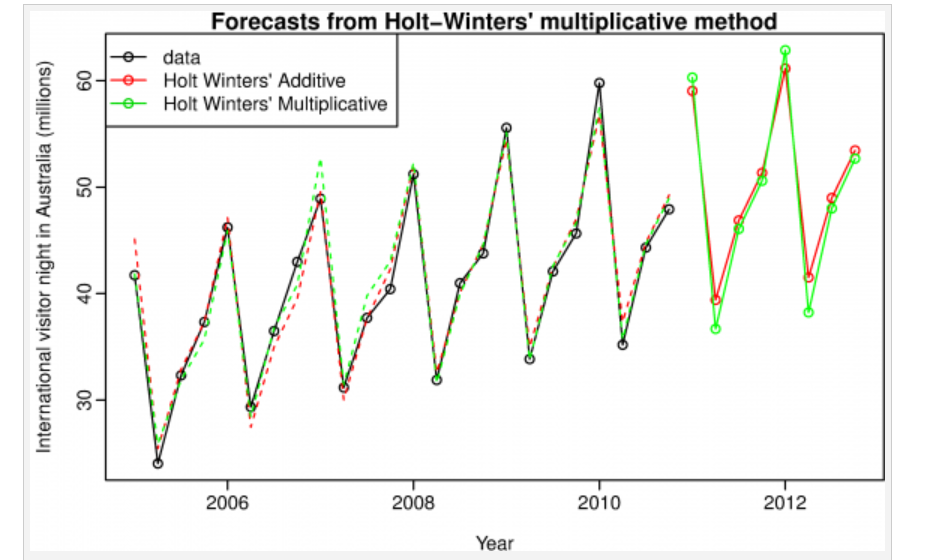 Forecasts from Holt−Winters' multiplicative method
data
Holt Winters' Additive
Holt Winters' Multiplicative
International visitor night in Australia (millions)
60
50
40
30
2006 2008 2010 2012
Year